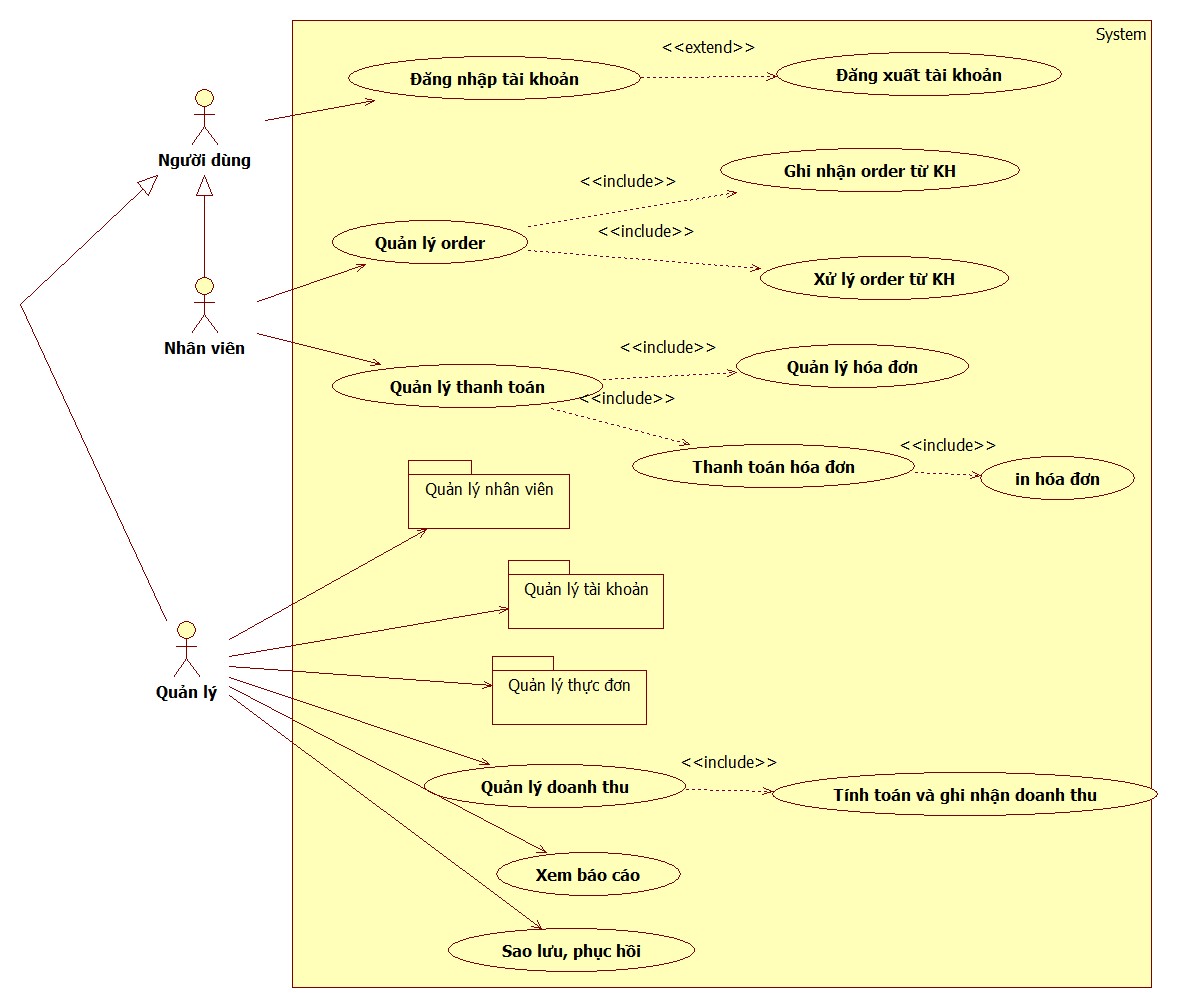 System
<<extend>>
Đăng nhập tài khoản
Đăng xuất tài khoản
Người dùng
<<include>>
Ghi nhận order từ KH
<<include>>
Quản lý order
Xử lý order từ KH
Nhân viên
<<include>>
Quản lý hóa đơn
Quản lý thanh toán
<<include>>
<<include>>
Thanh toán hóa đơn
in hóa đơn
Quản lý nhân viên
Quản lý tài khoản
Quản lý thực đơn
Quản lý
<<include>>
Quản lý doanh thu
Tính toán và ghi nhận doanh thu
Xem báo cáo
Sao lưu, phục hồi